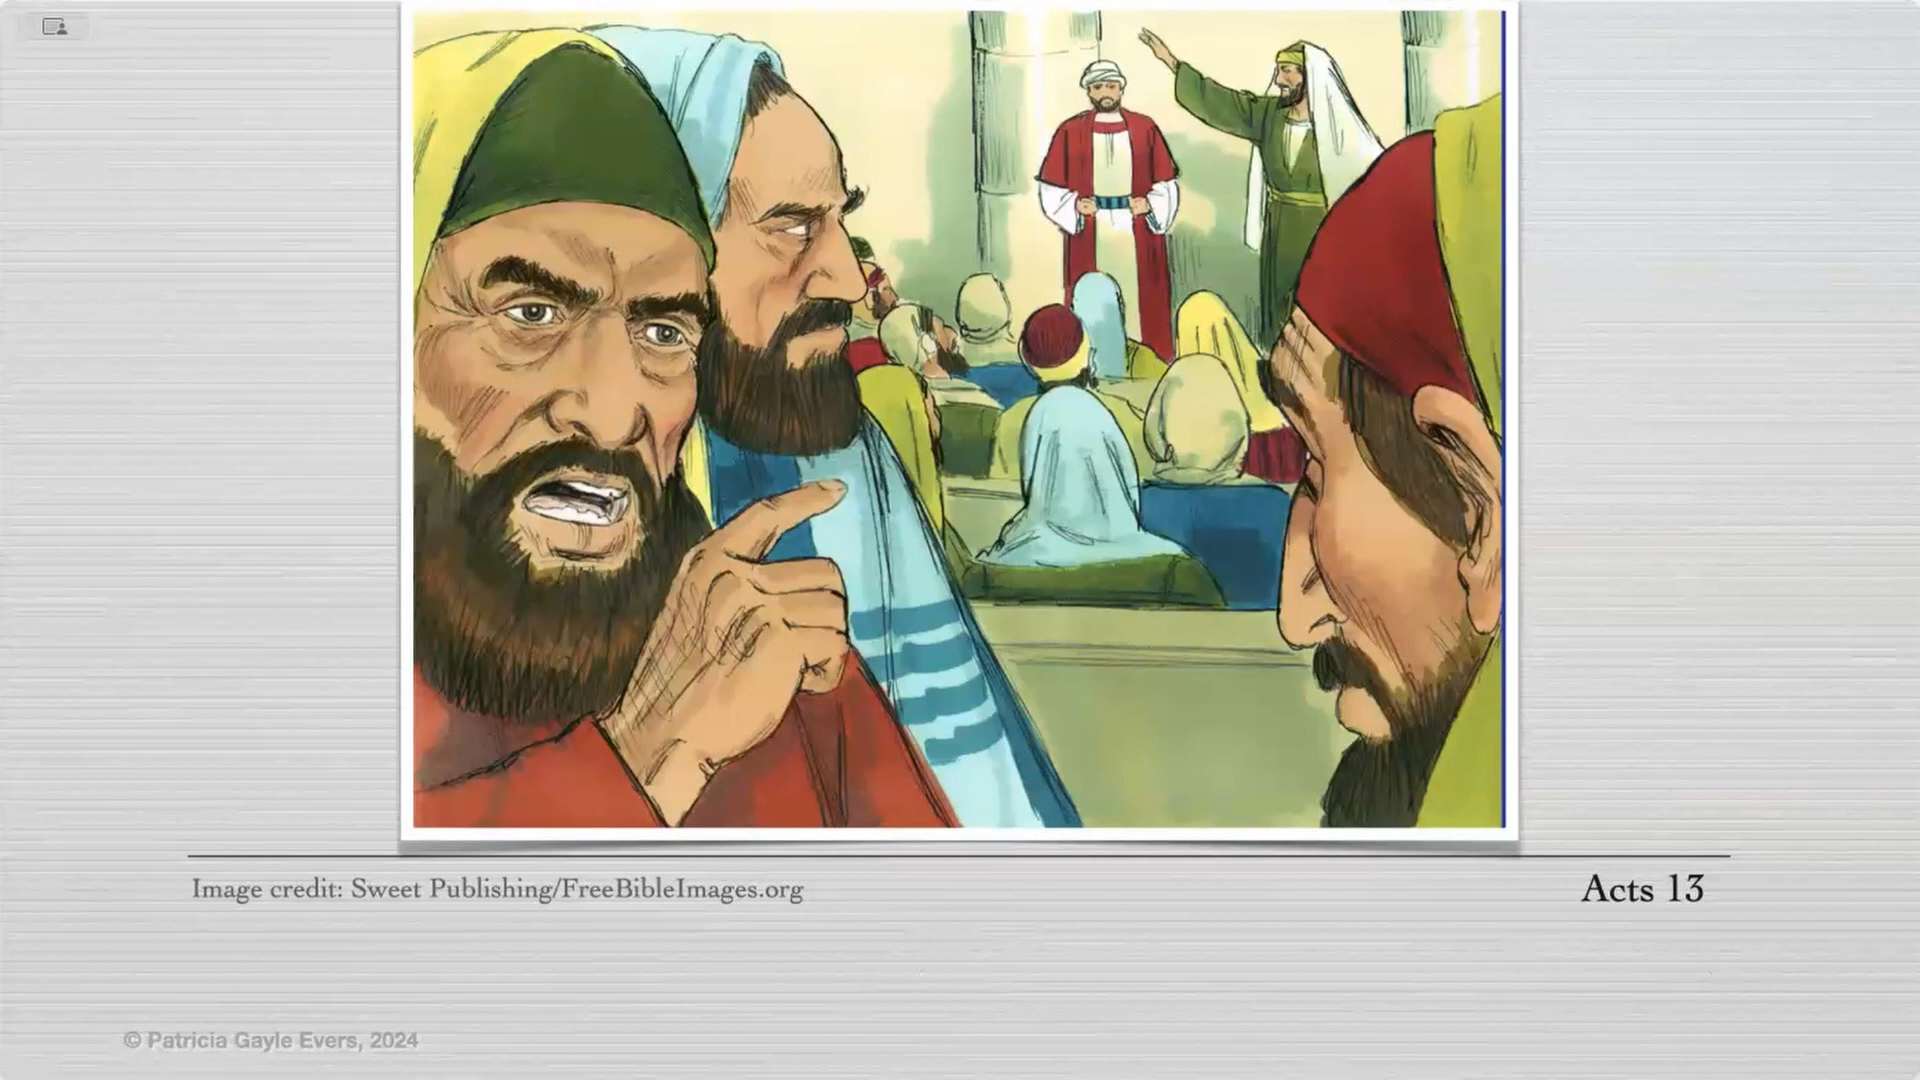 Image credit: Sweet Publishing/FreeBibleImages.org
Acts 13
© Patricia Gayle Evers, 2024